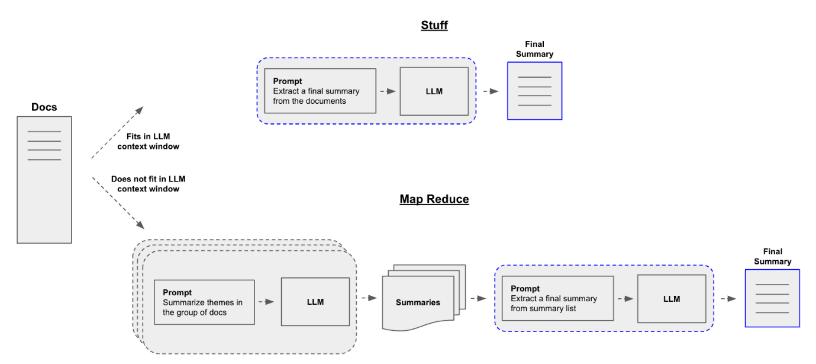 Stuff
Final
Summary
Prompt
Extract a final summary
from the documents
LLM
Docs
Fits in LLM
context window
Does not fit in LLM
context window
Map Reduce
Prompt
Summarize themes in
the group of docs
LLM
Summaries
Prompt
Extract a final summary
from summary list
LLM
Final
Summary